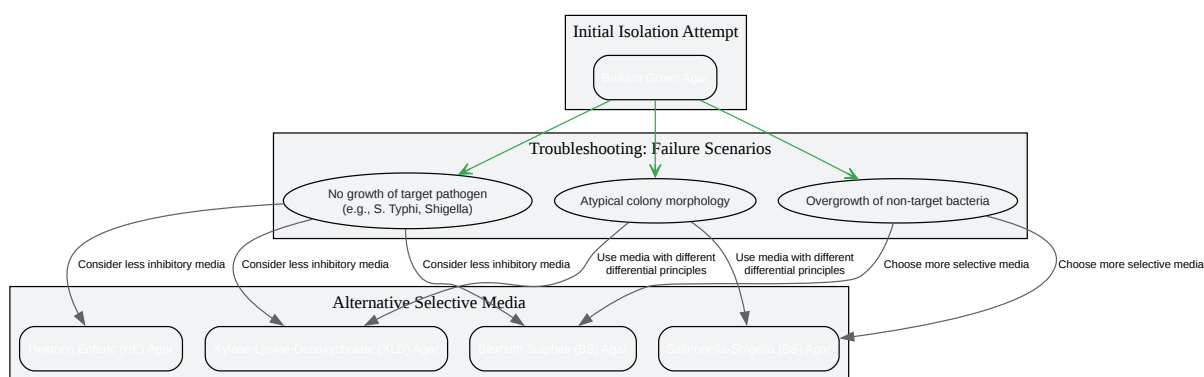 Initial Isolation Attempt
Brilliant Green Agar
Troubleshooting: Failure Scenarios
No growth of target pathogen
(e.g., S. Typhi, Shigella)
Atypical colony morphology
Overgrowth of non-target bacteria
Consider less inhibitory media
Consider less inhibitory media
Consider less inhibitory media
Use media with different
differential principles
Use media with different
differential principles
Choose more selective media
Choose more selective media
Alternative Selective Media
Hektoen Enteric (HE) Agar
Xylose-Lysine-Desoxycholate (XLD) Agar
Bismuth Sulphite (BS) Agar
Salmonella-Shigella (SS) Agar